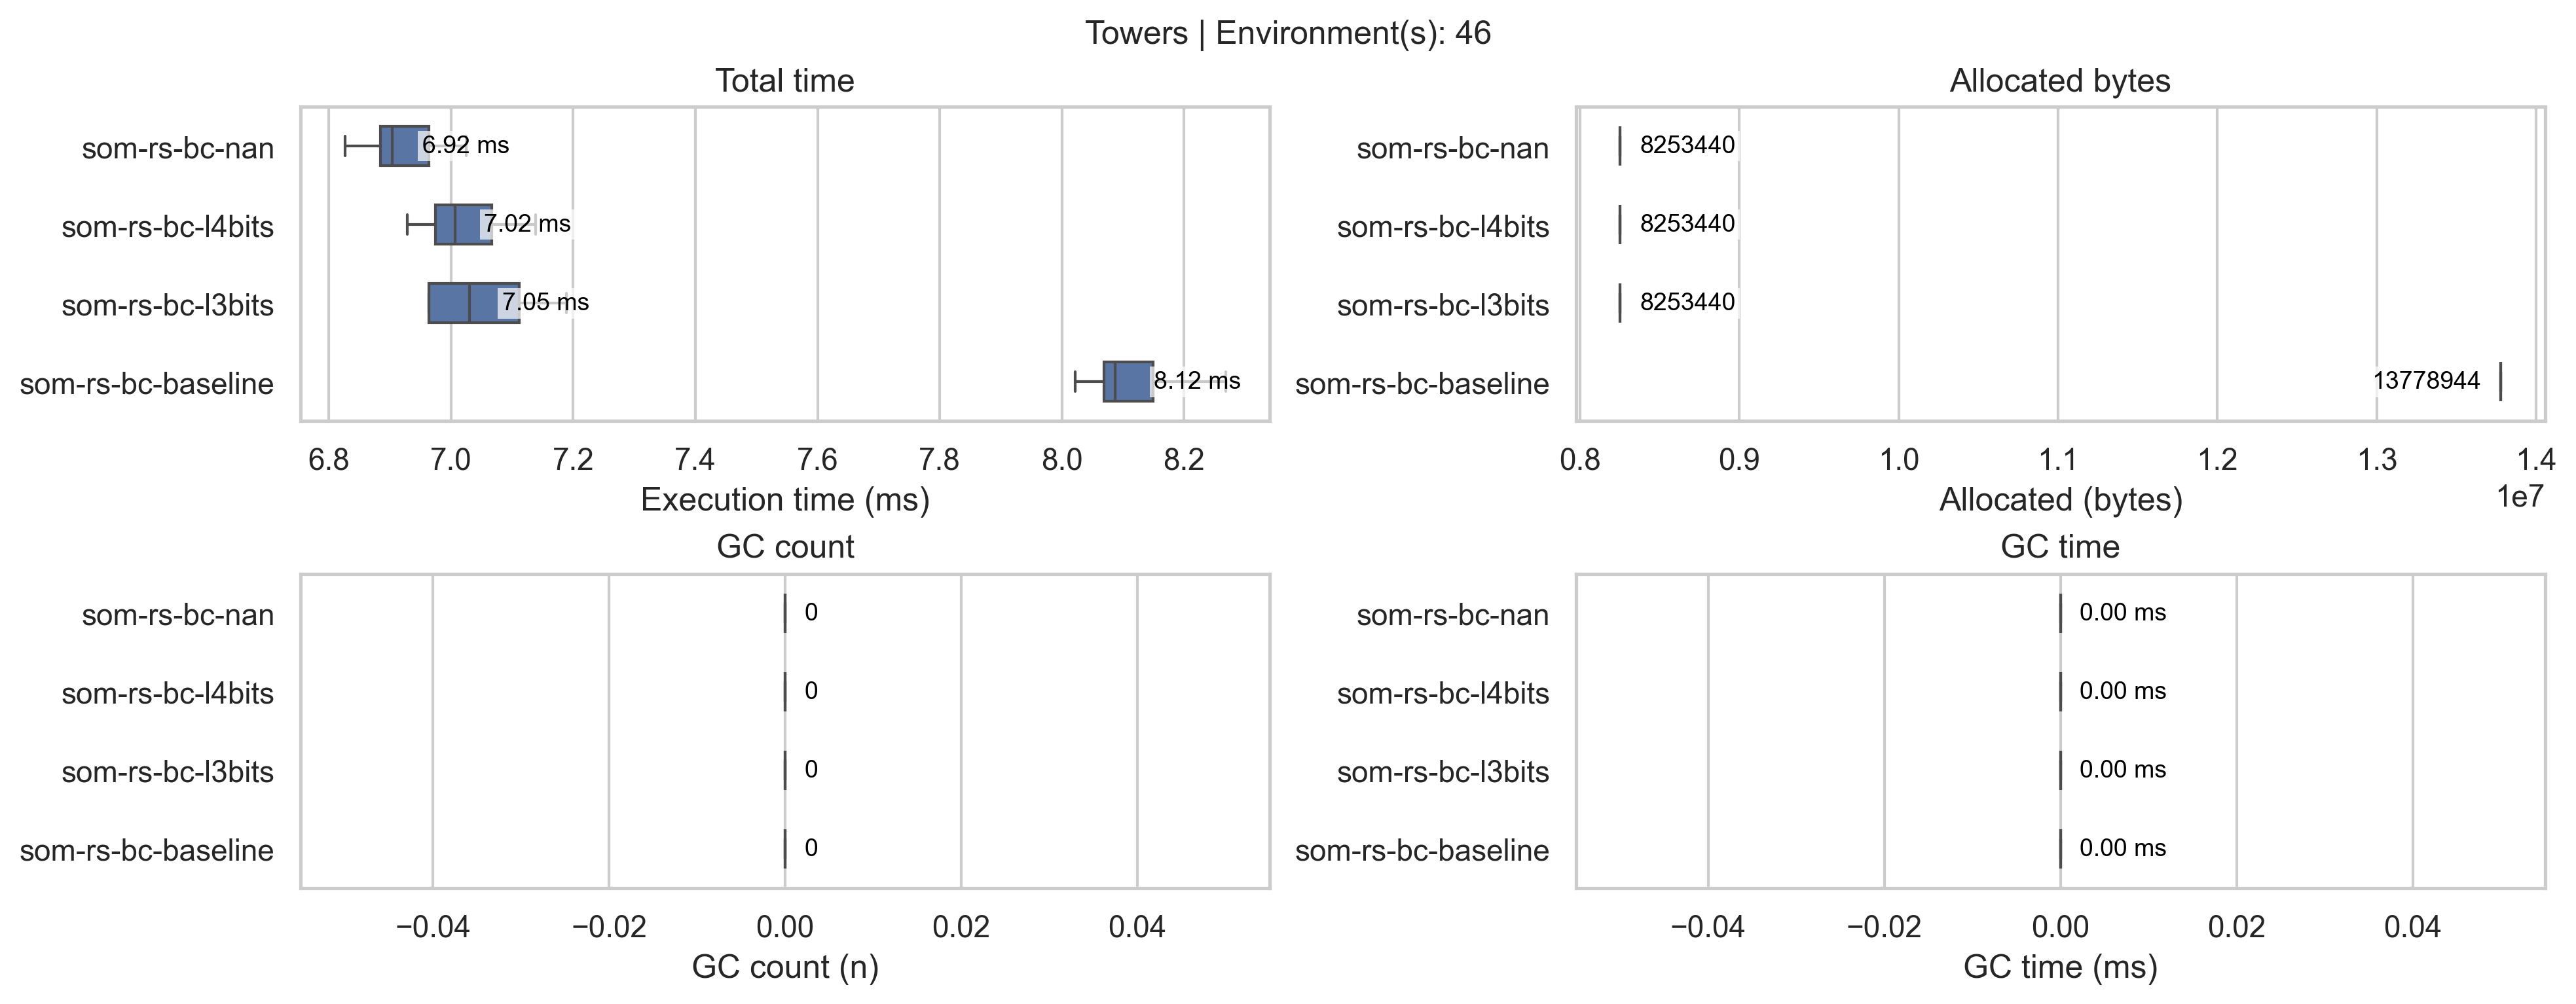 Towers | Environment(s): 46
Total time
som-rs-bc-nan
som-rs-bc-l4bits
som-rs-bc-l3bits
som-rs-bc-baseline
6.92 ms
7.02 ms
7.05 ms
8.12 ms
6.8 7.0 7.2 7.4 7.6 7.8 8.0 8.2
Execution time (ms)
Allocated bytes
som-rs-bc-nan
som-rs-bc-l4bits
som-rs-bc-l3bits
som-rs-bc-baseline
8253440
8253440
8253440
13778944
0.8 0.9 1.0 1.1 1.2 1.3 1.4
1e7
Allocated (bytes)
GC count
som-rs-bc-nan
som-rs-bc-l4bits
som-rs-bc-l3bits
som-rs-bc-baseline
0
0
0
0
−0.04 −0.02 0.00 0.02 0.04
GC count (n)
GC time
som-rs-bc-nan
som-rs-bc-l4bits
som-rs-bc-l3bits
som-rs-bc-baseline
0.00 ms
0.00 ms
0.00 ms
0.00 ms
−0.04 −0.02 0.00 0.02 0.04
GC time (ms)